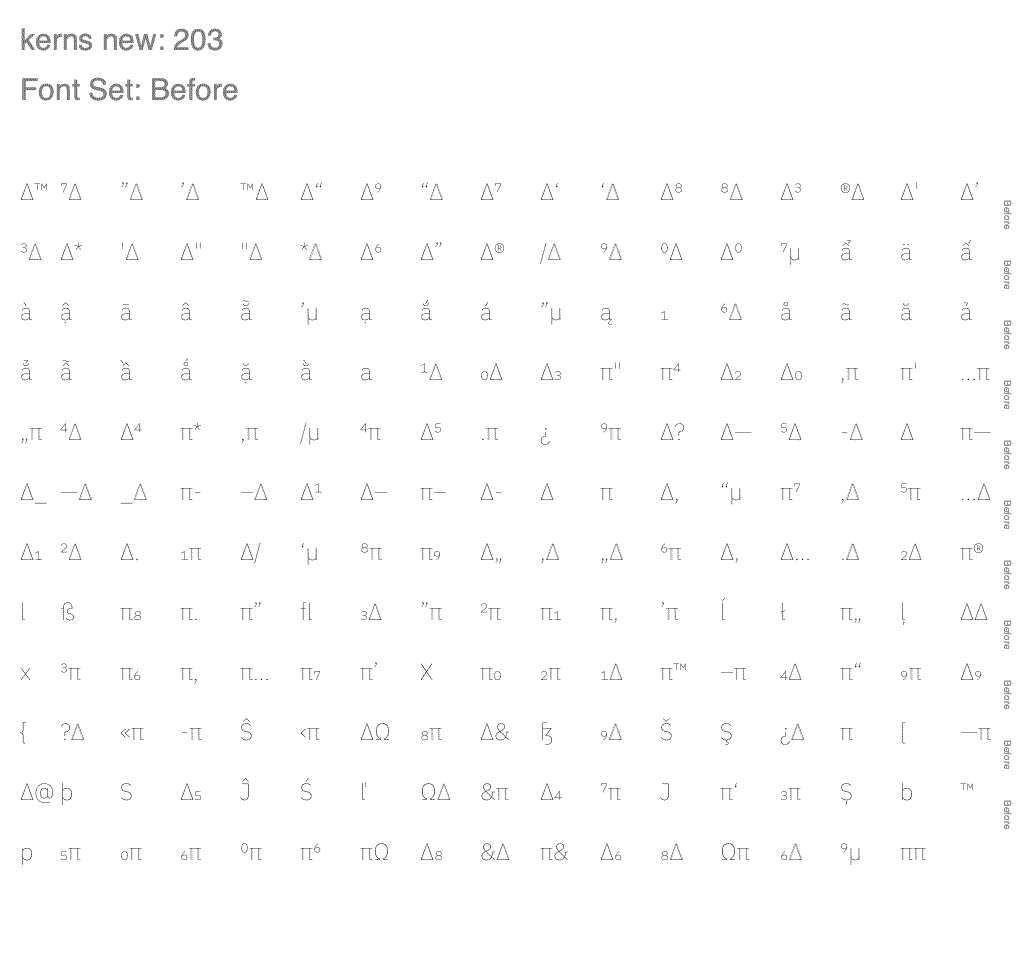 kerns new: 203
Font Set: Before
Δ™ ⁷Δ ”Δ ’Δ ™Δ Δ“ Δ⁹ “Δ Δ⁷ Δ‘ ‘Δ Δ⁸ ⁸Δ Δ³ ®Δ Δ' Δ’ Before
³Δ Δ* 'Δ Δ" "Δ *Δ Δ⁶ Δ” Δ® /Δ ⁹Δ ⁰Δ Δ⁰ ⁷µ ẩ ä ấ Before
à ậ ā â ẫ ’µ ạ ắ á ”µ ą ₁ ⁶Δ å ã ă ả Before
ẳ ẵ ầ ǻ ặ ằ a ¹Δ ₀Δ Δ₃ π" π⁴ Δ₂ Δ₀ ‚π π' …π Before
„π ⁴Δ Δ⁴ π* ,π /µ ⁴π Δ⁵ .π ¿ ⁹π Δ? Δ— ⁵Δ -Δ Δ π— Before
Δ_ —Δ _Δ π- –Δ Δ¹ Δ– π– Δ- Δ π Δ‚ “µ π⁷ ‚Δ ⁵π …Δ Before
Δ₁ ²Δ Δ. ₁π Δ/ ‘µ ⁸π π₉ Δ„ ,Δ „Δ ⁶π Δ, Δ… .Δ ₂Δ π® Before
l ß π₈ π. π” ﬂ ₃Δ ”π ²π π₁ π, ’π ĺ ł π„ ļ ΔΔ Before
x ³π π₆ π‚ π… π₇ π’ X π₀ ₂π ₁Δ π™ –π ₄Δ π“ ₉π Δ₉ Before
{ ?Δ «π -π Ŝ ‹π ΔΩ ₈π Δ& ɮ ₉Δ Š Ş ¿Δ π [ —π Before
Δ@ þ S Δ₅ Ĵ Ś ľ ΩΔ &π Δ₄ ⁷π J π‘ ₃π Ș b ™ Before
p ₅π ₀π ₆π ⁰π π⁶ πΩ Δ₈ &Δ π& Δ₆ ₈Δ Ωπ ₆Δ ⁹µ ππ